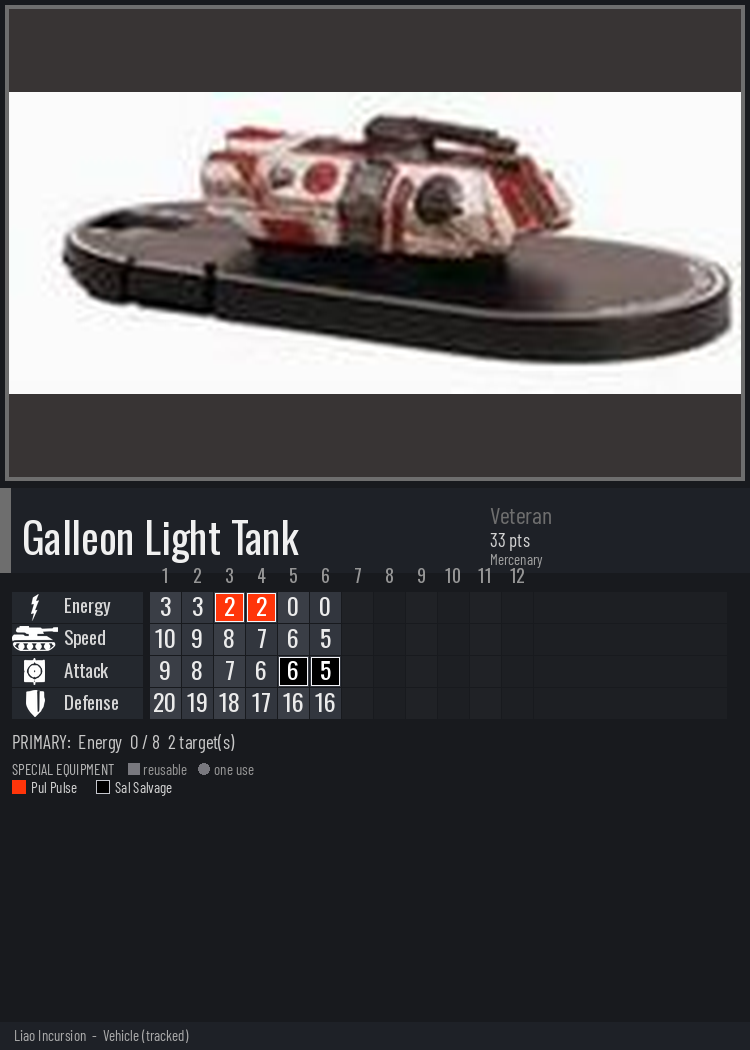 Galleon Light Tank
Veteran
33 pts
Mercenary
1 2 3 4 5 6 7 8 9 10 11 12
Energy 3 3 2 2 0 0
Speed 10 9 8 7 6 5
Attack 9 8 7 6 6 5
Defense 20 19 18 17 16 16
PRIMARY: Energy 0 / 8 2 target(s)
SPECIAL EQUIPMENT reusable one use
Pul Pulse Sal Salvage
Liao Incursion - Vehicle (tracked)